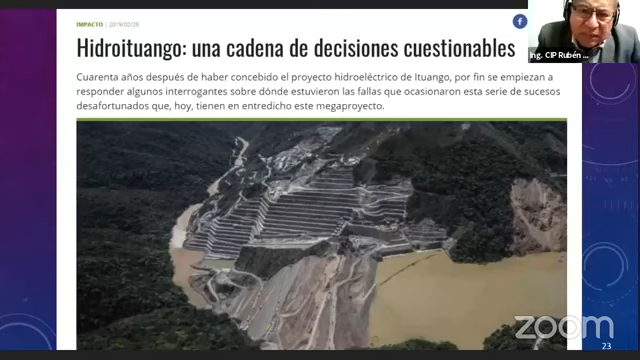 IMPACTO | 2019/02/28
Hidroituango: una cadena de decisiones cuestionables
Cuarenta años después de haber concebido el proyecto hidroeléctrico de Ituango, por fin se empiezan a
responder algunos interrogantes sobre dónde estuvieron las fallas que ocasionaron esta serie de sucesos
desafortunados que, hoy, tienen en entredicho este megaproyecto.
f
Ing. CIP Rubén ...
zoom
23